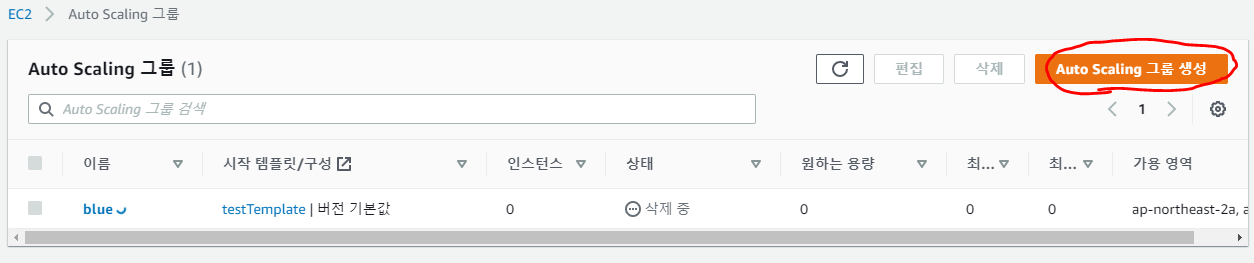 EC2 > Auto Scaling 그룹
Auto Scaling 그룹 (1)
편집
삭제
Auto Scaling 그룹 생성
Auto Scaling 그룹 검색
1
이름 시작 템플릿/구성 인스턴스 상태 원하는 용량 최... 최... 가용 영역
blue testTemplate | 버전 기본값 0 삭제 중 0 0 0 ap-northeast-2a, a